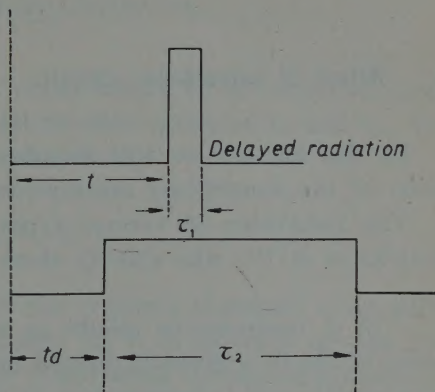 Delayed radiation
t
τ₁
td
τ₂